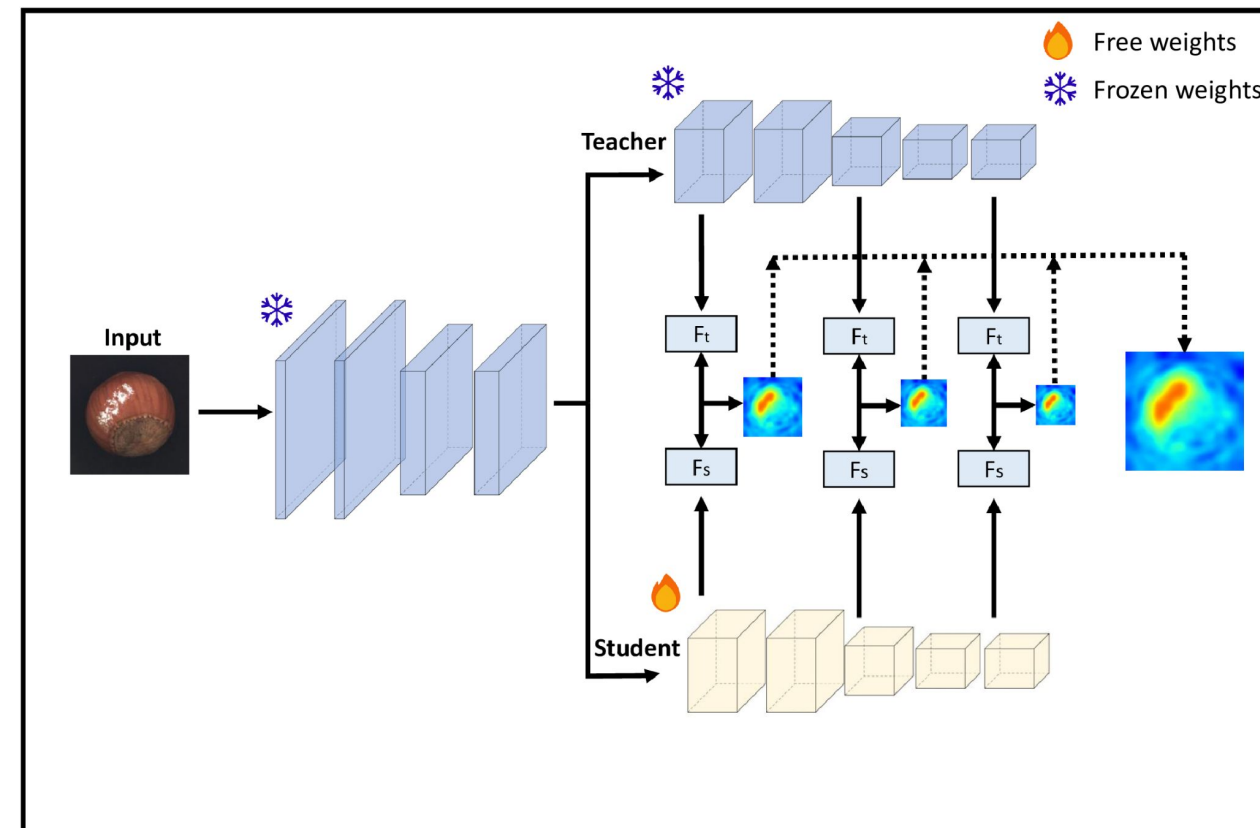 Free weights
Frozen weights
Teacher
Input
Ft
Ft
Ft
Fs
Fs
Fs
Student